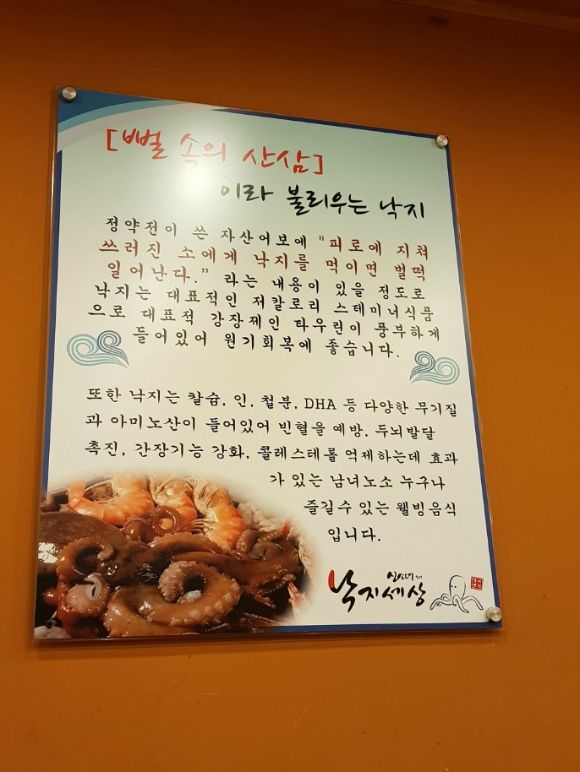 [뻘 속의 산삼]
이라 불리우는 낙지
정약전이 쓴 자산어보에 "피로에 지쳐
쓰러진 소에게 낙지를 먹이면 벌떡
일어난다." 라는 내용이 있을 정도로
낙지는 대표적인 저칼로리 스테미너식품
으로 대표적 강장제인 타우린이 풍부하게
들어있어 원기회복에 좋습니다.
또한 낙지는 칼슘, 인, 철분, DHA 등 다양한 무기질
과 아미노산이 들어있어 빈혈을 예방, 두뇌발달
촉진, 간장기능 강화, 콜레스테롤 억제하는데 효과
가 있는 남녀노소 누구나
즐길수 있는 웰빙음식
입니다.
낙지세상